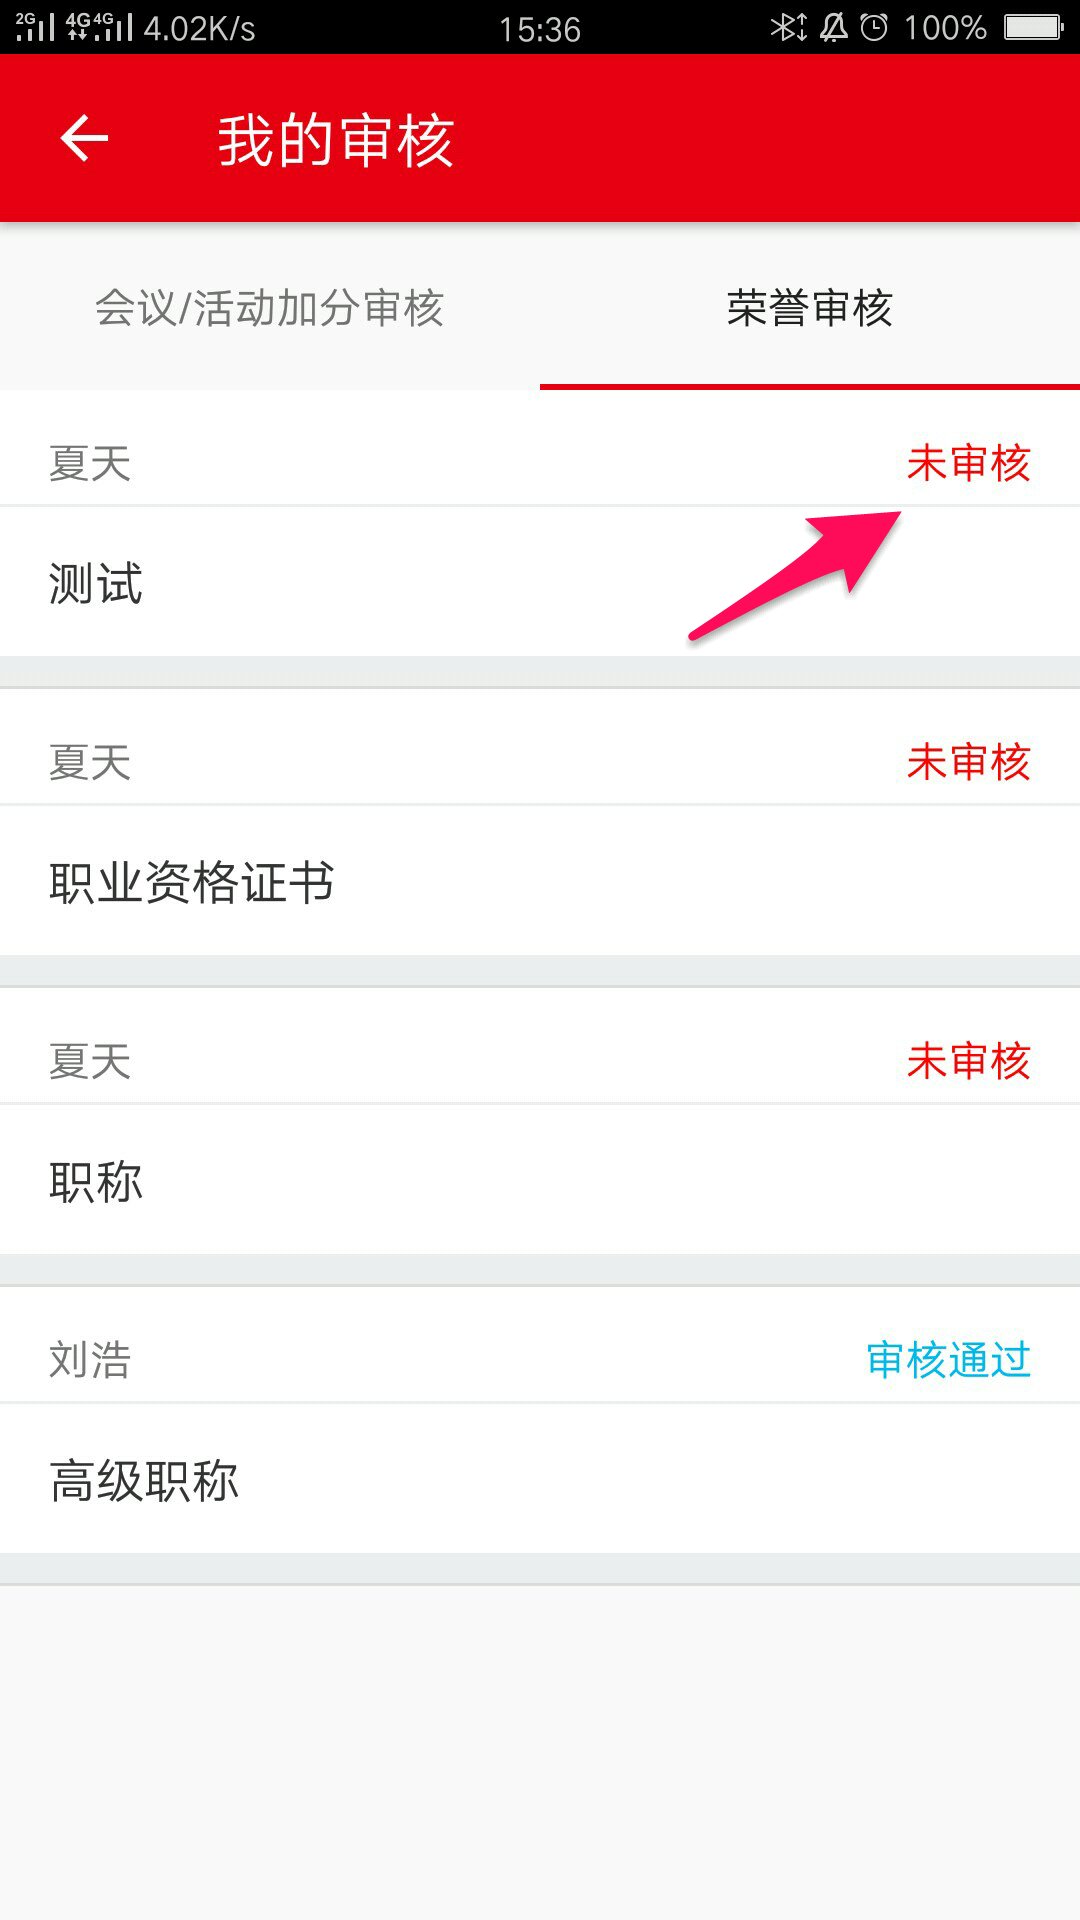 2G 4G 4G 4.02K/s 15:36 100%
我的审核
会议/活动加分审核 荣誉审核
夏天 未审核
测试
夏天 未审核
职业资格证书
夏天 未审核
职称
刘浩 审核通过
高级职称